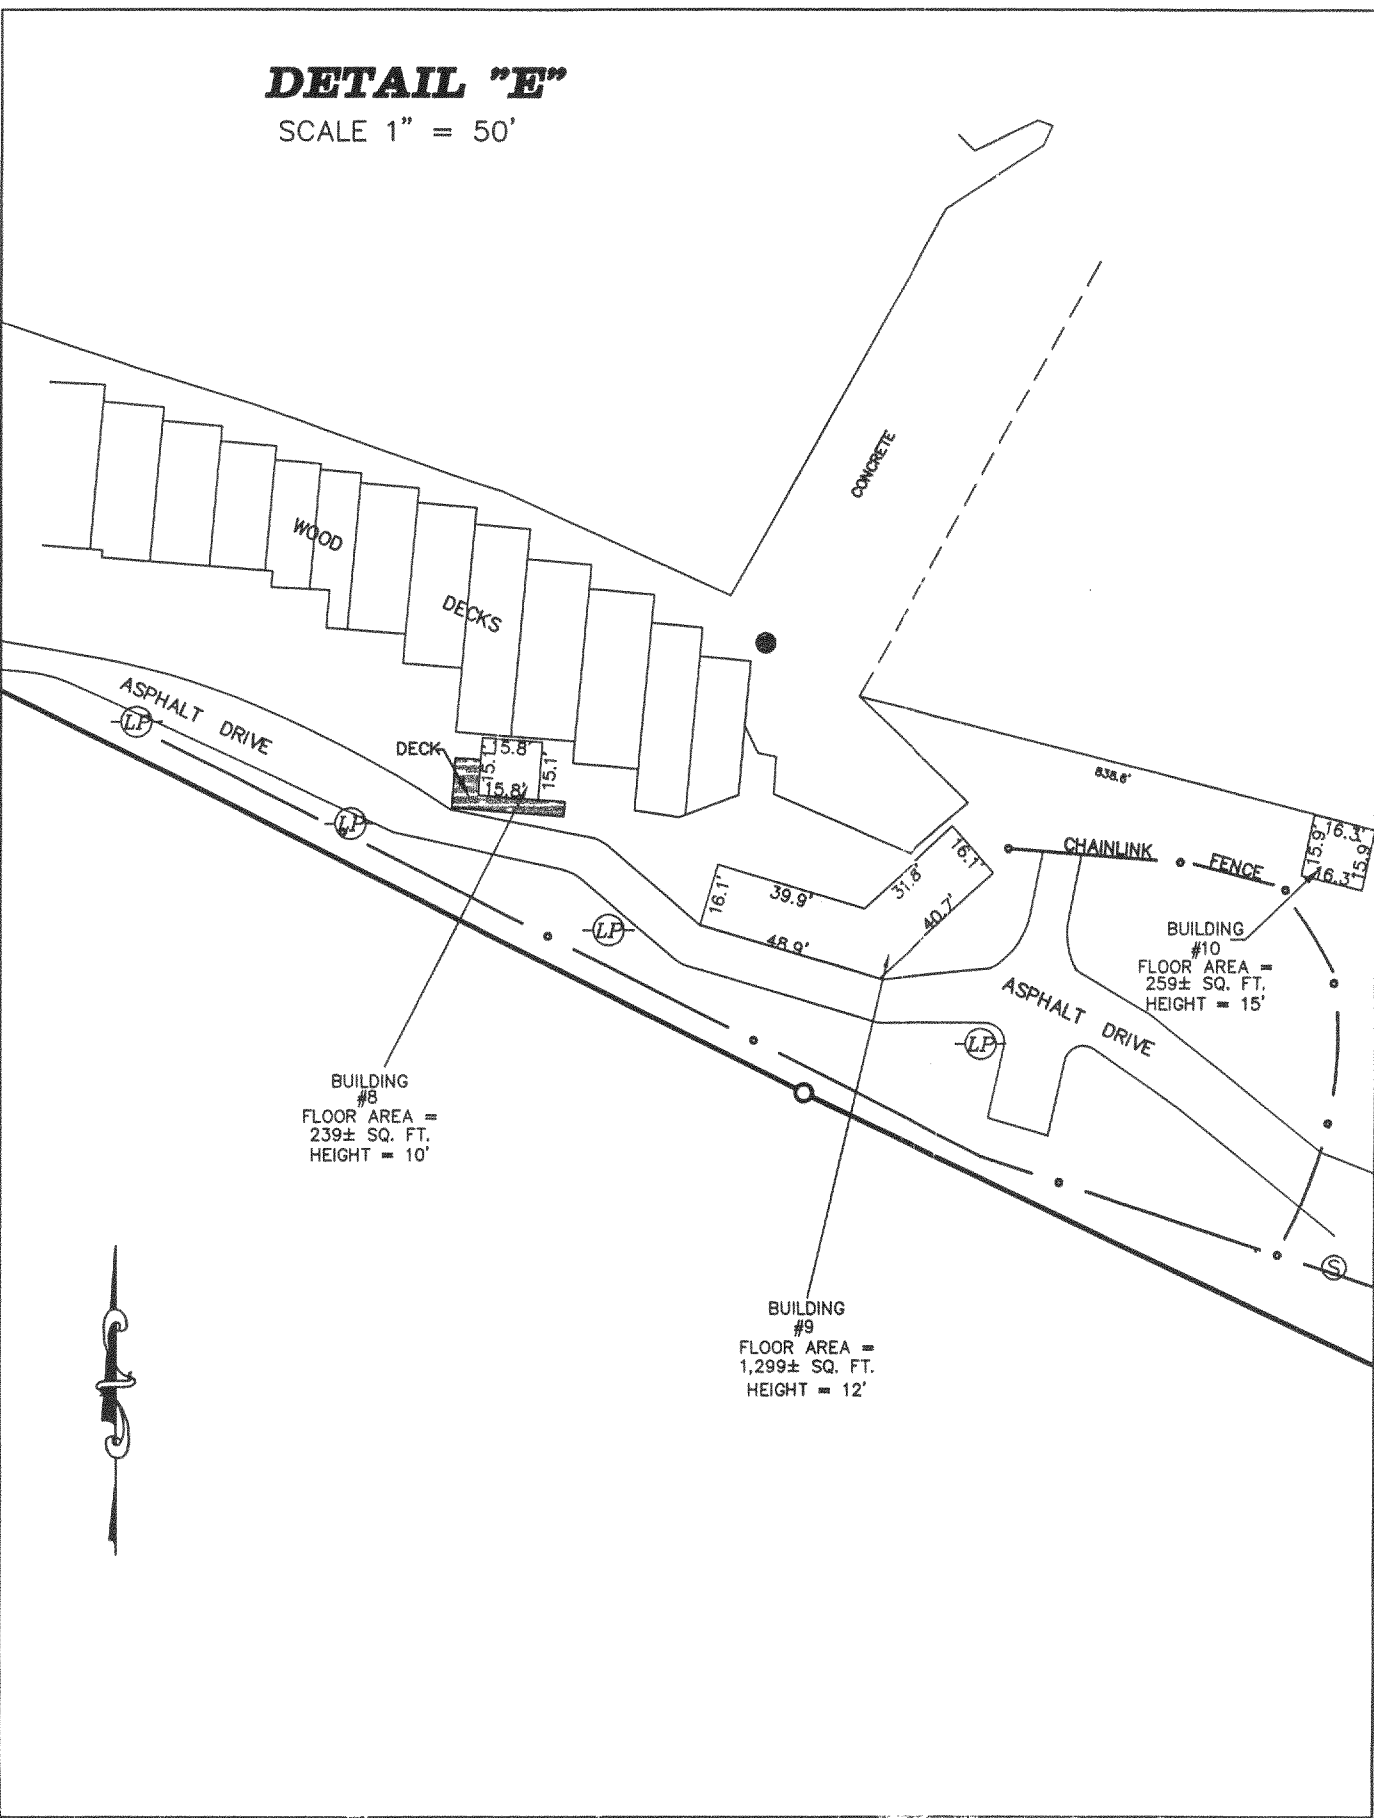 DETAIL "E"
SCALE 1" = 50'
CONCRETE
WOOD
DECKS
ASPHALT DRIVE
LP
DECK
15.8'
15.1'
15.1'
15.8'
LP
838.6'
16.3'
15.9'
15.9'
16.3'
CHAINLINK FENCE
16.1'
39.9'
31.8'
16.1'
40.7'
48.9'
LP
BUILDING
#10
FLOOR AREA =
259± SQ. FT.
HEIGHT = 15'
ASPHALT DRIVE
LP
BUILDING
#8
FLOOR AREA =
239± SQ. FT.
HEIGHT = 10'
S
BUILDING
#9
FLOOR AREA =
1,299± SQ. FT.
HEIGHT = 12'